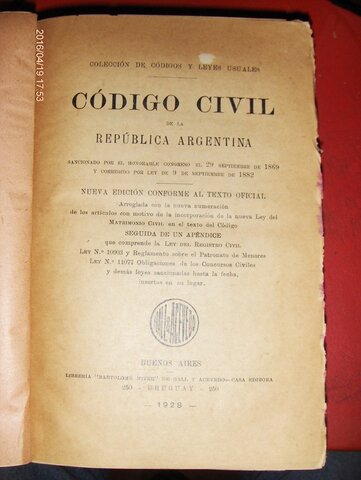 2016/04/19 17:53
COLECCIÓN DE CÓDIGOS Y LEYES USUALES
CÓDIGO CIVIL
DE LA
REPÚBLICA ARGENTINA
SANCIONADO POR EL HONORABLE CONGRESO EL 29 SEPTIEMBRE DE 1869
Y CORREGIDO POR LEY DE 9 DE SEPTIEMBRE DE 1882
NUEVA EDICIÓN CONFORME AL TEXTO OFICIAL
Arreglada con la nueva numeración
de los artículos con motivo de la incorporación de la nueva Ley del
MATRIMONIO CIVIL en el texto del Código
SEGUIDA DE UN APÉNDICE
que comprende la LEY DEL REGISTRO CIVIL
LEY N.º 10903 y Reglamento sobre el Patronato de Menores
LEY N.º 11077 Obligaciones de los Concursos Civiles
y demás leyes sancionadas hasta la fecha,
insertas en su lugar.
BUENOS AIRES
LIBRERÍA "BARTOLOMÉ MITRE" DE GALI Y ACEVEDO-CASA EDITORA
250 - URUGUAY - 250
1928